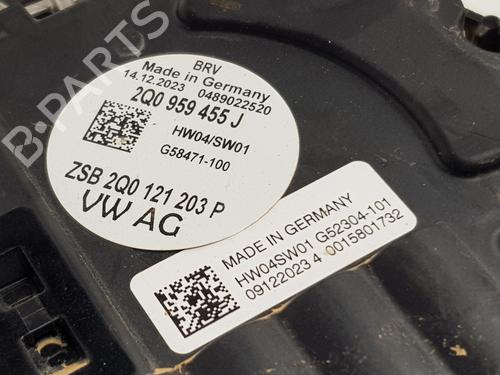 BRV
Made in Germany
14.12.2023 0489022520
2Q0 959 455 J
HW04/SW01
G58471-100
ZSB 2Q0 121 203 P
VW AG
MADE IN GERMANY
HW04SW01 G52304-101
09122023 4 0015801732
B-PARTS